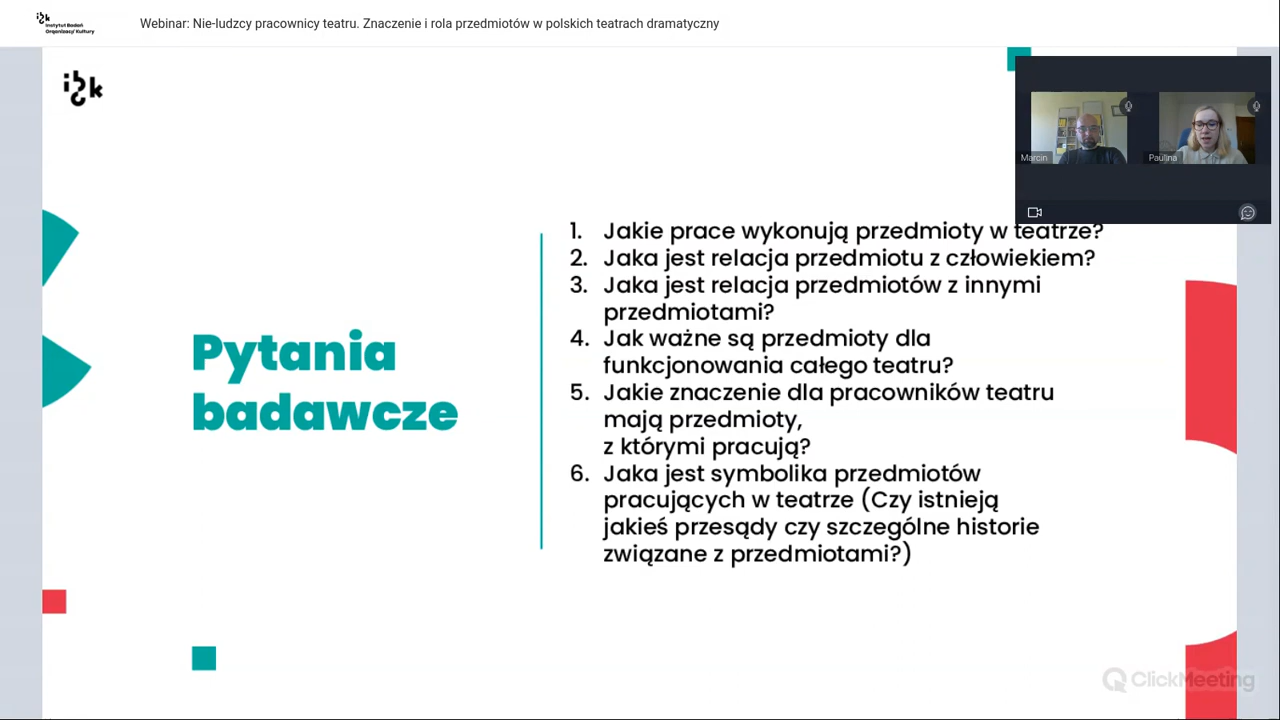 Instytut Badań
Organizacji Kultury
Webinar: Nie-ludzcy pracownicy teatru. Znaczenie i rola przedmiotów w polskich teatrach dramatyczny
Marcin
Paulina
Pytania
badawcze
1. Jakie prace wykonują przedmioty w teatrze?
2. Jaka jest relacja przedmiotu z człowiekiem?
3. Jaka jest relacja przedmiotów z innymi
przedmiotami?
4. Jak ważne są przedmioty dla
funkcjonowania całego teatru?
5. Jakie znaczenie dla pracowników teatru
mają przedmioty,
z którymi pracują?
6. Jaka jest symbolika przedmiotów
pracujących w teatrze (Czy istnieją
jakieś przesądy czy szczególne historie
związane z przedmiotami?)
ClickMeeting